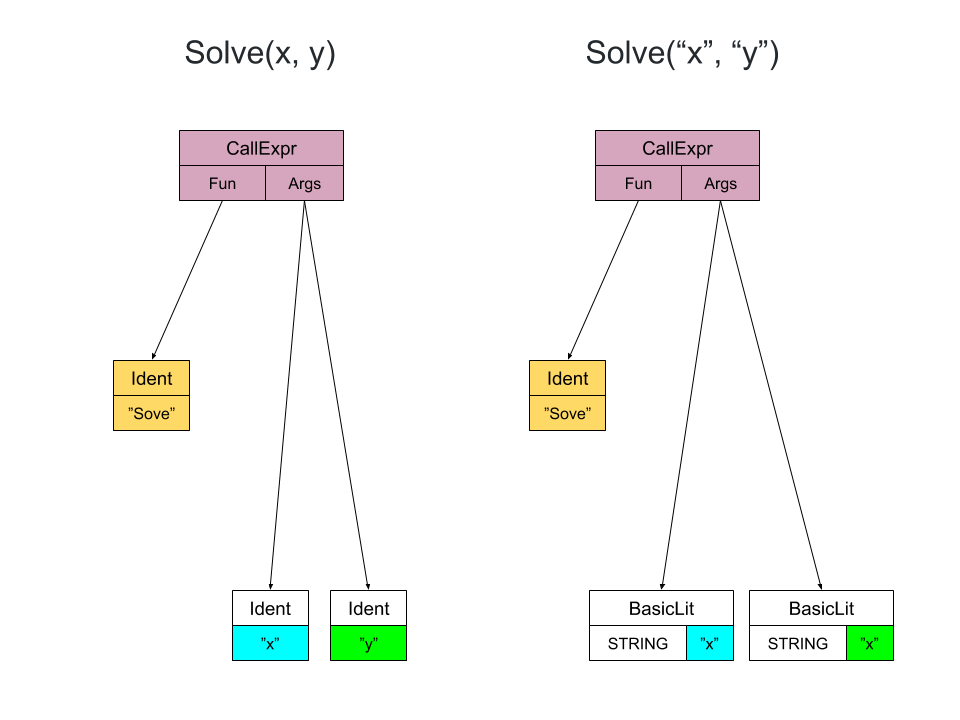 Solve(x, y)
Solve(“x”, “y”)
CallExpr
Fun
Args
CallExpr
Fun
Args
Ident
”Sove”
Ident
”Sove”
Ident
”x”
Ident
”y”
BasicLit
STRING
”x”
BasicLit
STRING
”x”